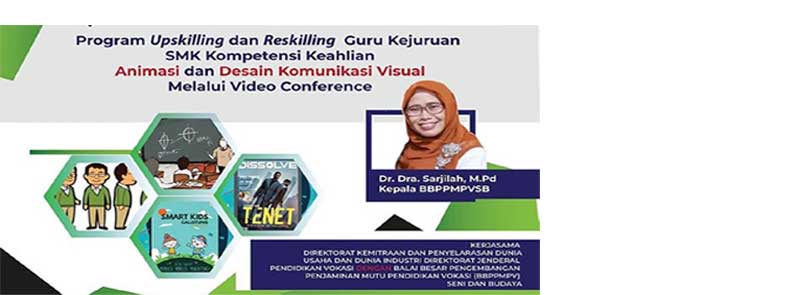 Program Upskilling dan Reskilling Guru Kejuruan
SMK Kompetensi Keahlian
Animasi dan Desain Komunikasi Visual
Melalui Video Conference
Dr. Dra. Sarjilah, M.Pd
Kepala BBPPMPVSB
DISSOLVE
TENET
SMART KIDS
KERJASAMA
DIREKTORAT KEMITRAAN DAN PENYELARASAN DUNIA
USAHA DAN DUNIA INDUSTRI DIREKTORAT JENDERAL
PENDIDIKAN VOKASI DENGAN BALAI BESAR PENGEMBANGAN
PENJAMINAN MUTU PENDIDIKAN VOKASI (BBPPMPV)
SENI DAN BUDAYA